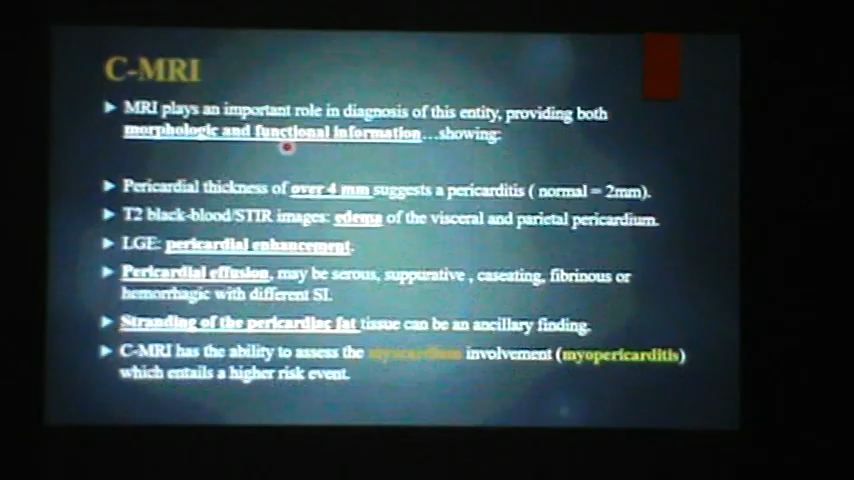 C-MRI
MRI plays an important role in diagnosis of this entity, providing both
morphologic and functional information…showing:
Pericardial thickness of over 4 mm suggests a pericarditis ( normal = 2mm).
T2 black-blood/STIR images: edema of the visceral and parietal pericardium.
LGE: pericardial enhancement.
Pericardial effusion, may be serous, suppurative , caseating, fibrinous or
hemorrhagic with different SI.
Stranding of the pericardiac fat tissue can be an ancillary finding.
C-MRI has the ability to assess the myocardium involvement (myopericarditis)
which entails a higher risk event.